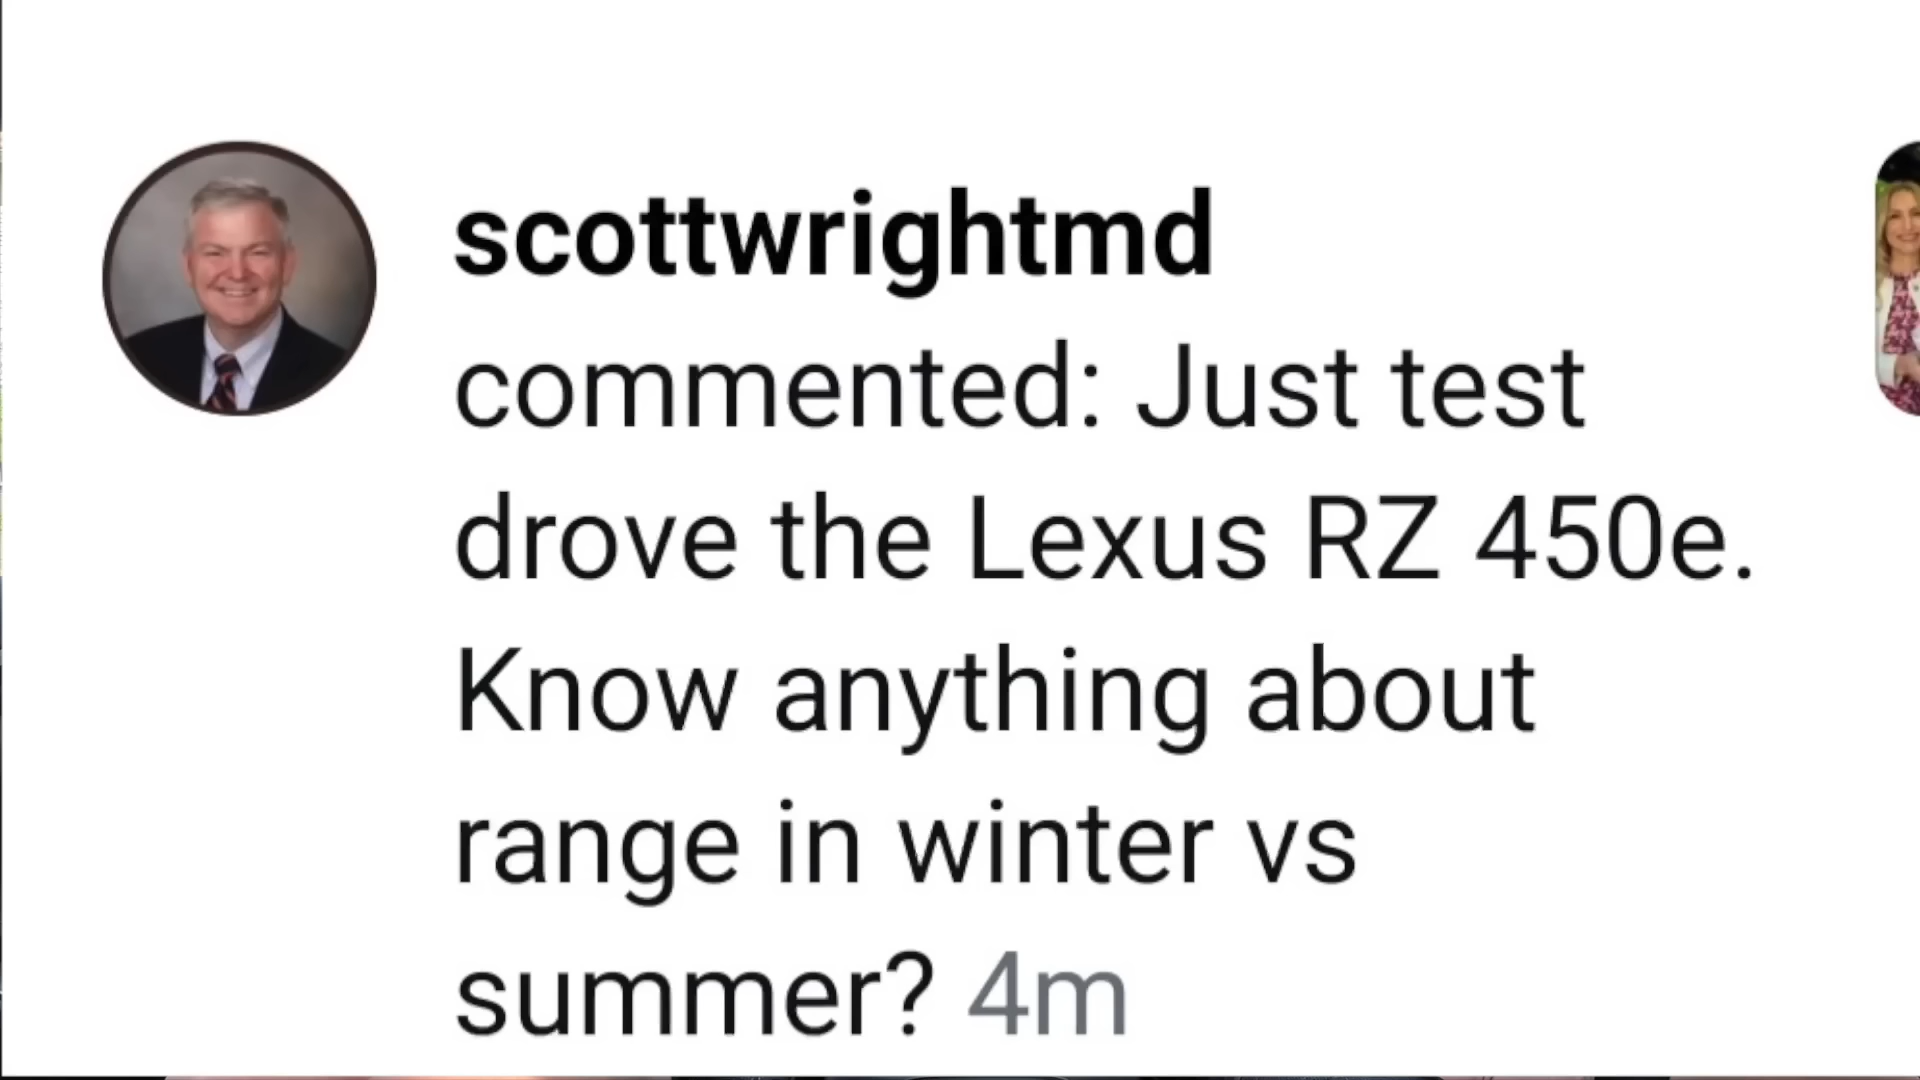 scottwrightmd
commented: Just test
drove the Lexus RZ 450e.
Know anything about
range in winter vs
summer? 4m